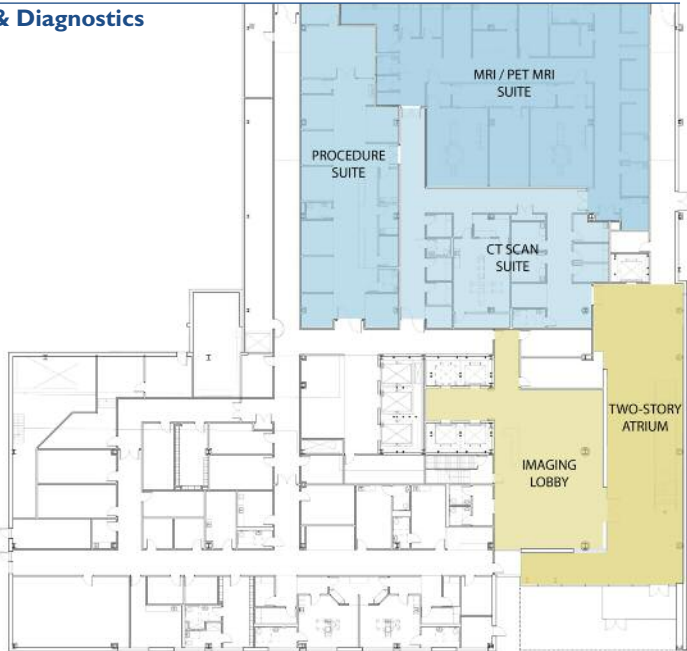 & Diagnostics
MRI / PET MRI
SUITE
PROCEDURE
SUITE
CT SCAN
SUITE
TWO-STORY
ATRIUM
IMAGING
LOBBY